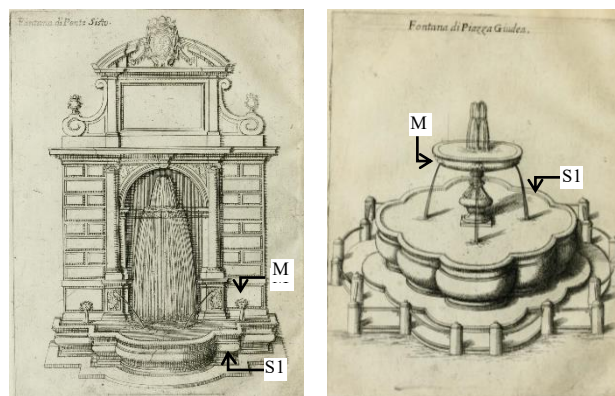 Fontana di Ponte Sisto.
M
S1
Fontana di Piazza Giudea.
M
S1